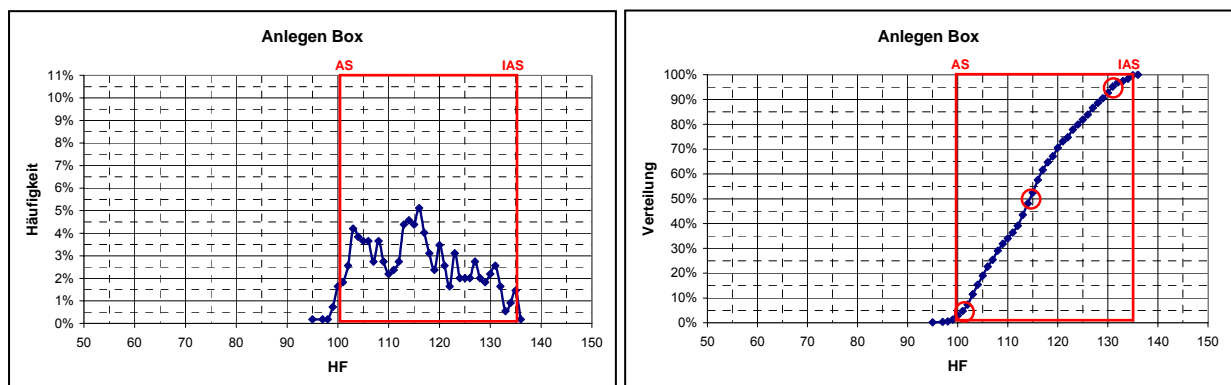 Anlegen Box
AS IAS
11%
10%
9%
8%
7%
6%
5%
4%
3%
2%
1%
0%
Häufigkeit
50 60 70 80 90 100 110 120 130 140 150
HF
Anlegen Box
AS IAS
100%
90%
80%
70%
60%
50%
40%
30%
20%
10%
0%
Verteilung
50 60 70 80 90 100 110 120 130 140 150
HF